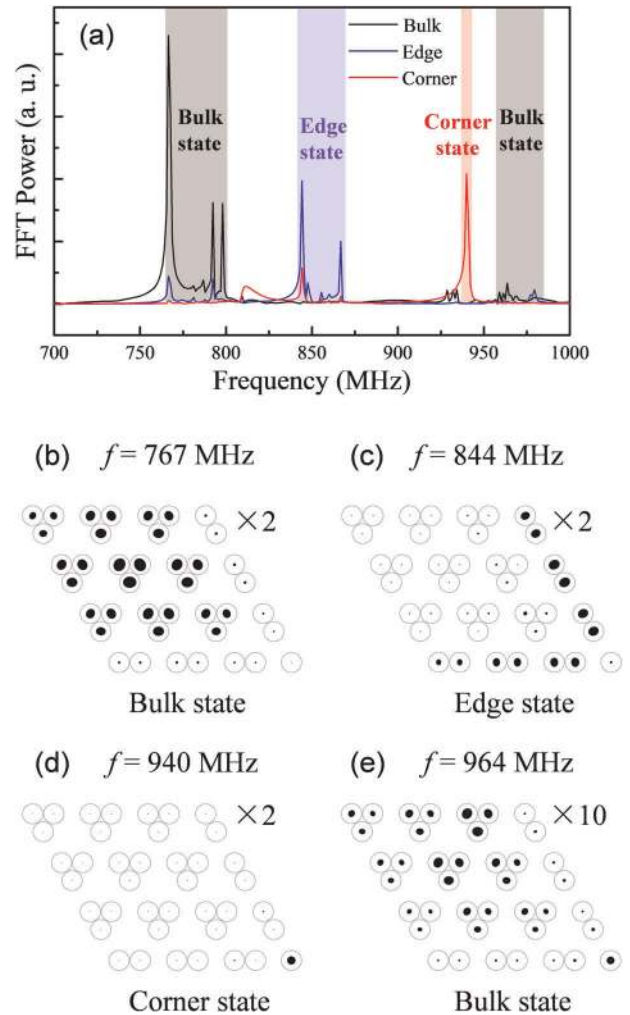 (a)
Bulk
Edge
Corner
Bulk
state
Edge
state
Corner
state
Bulk
state
FFT Power (a. u.)
700 750 800 850 900 950 1000
Frequency (MHz)
(b) f = 767 MHz
×2
Bulk state
(c) f = 844 MHz
×2
Edge state
(d) f = 940 MHz
×2
Corner state
(e) f = 964 MHz
×10
Bulk state